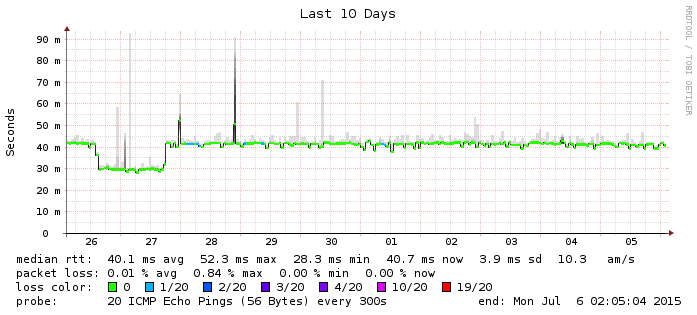 Last 10 Days
RRDTOOL / TOBI OETIKER
Seconds
90 m
80 m
70 m
60 m
50 m
40 m
30 m
20 m
10 m
0
26 27 28 29 30 01 02 03 04 05
median rtt: 40.1 ms avg 52.3 ms max 28.3 ms min 40.7 ms now 3.9 ms sd 10.3 am/s
packet loss: 0.01 % avg 0.84 % max 0.00 % min 0.00 % now
loss color: 0 1/20 2/20 3/20 4/20 10/20 19/20
probe: 20 ICMP Echo Pings (56 Bytes) every 300s end: Mon Jul 6 02:05:04 2015